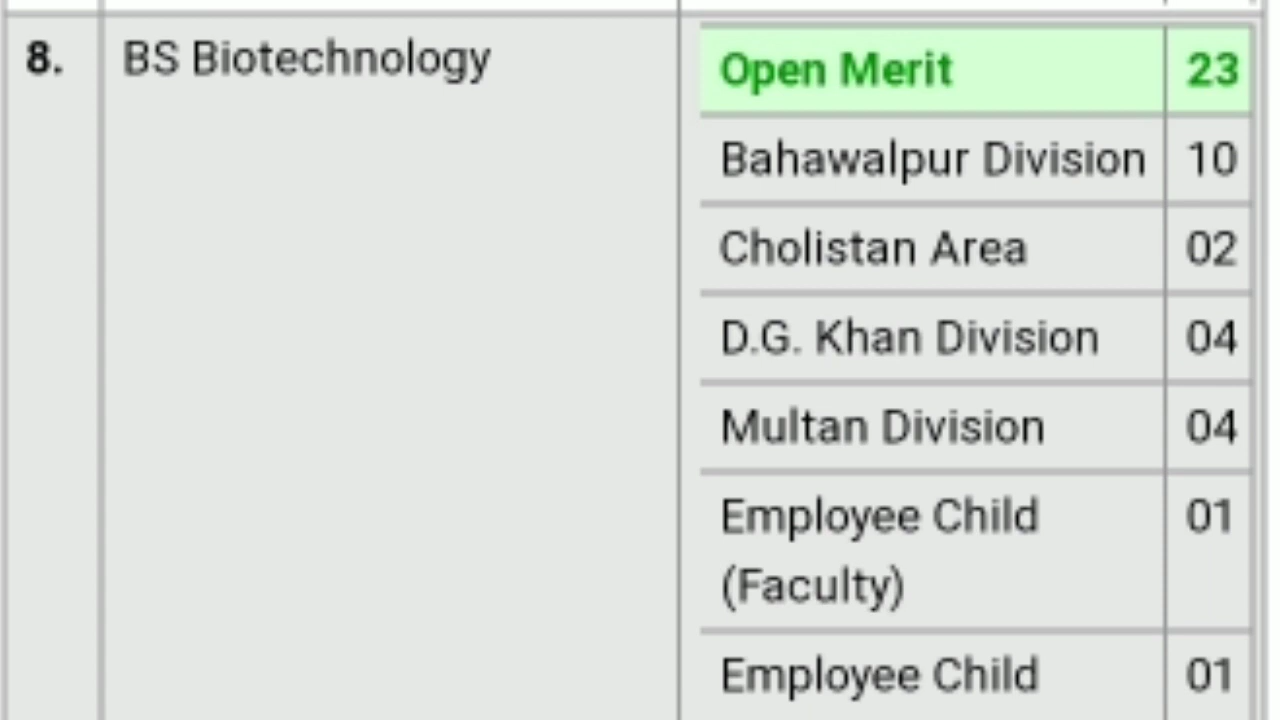 8. BS Biotechnology Open Merit 23
Bahawalpur Division 10
Cholistan Area 02
D.G. Khan Division 04
Multan Division 04
Employee Child 01
(Faculty)
Employee Child 01